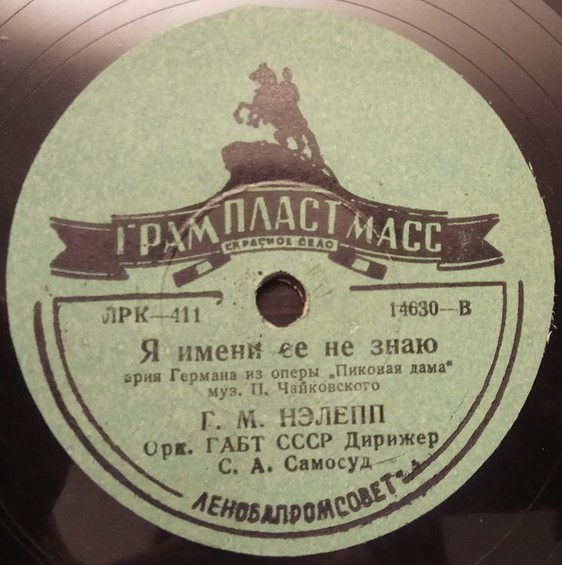 ГРАМПЛАСТМАСС
КРАСНОЕ СЕЛО
ЛРК—411
14630—В
Я имени ее не знаю
ария Германа из оперы „Пиковая дама"
муз. П. Чайковского
Г. М. НЭЛЕПП
Орк. ГАБТ СССР Дирижер
С. А. Самосуд
ЛЕНОБЛПРОМСОВЕТ